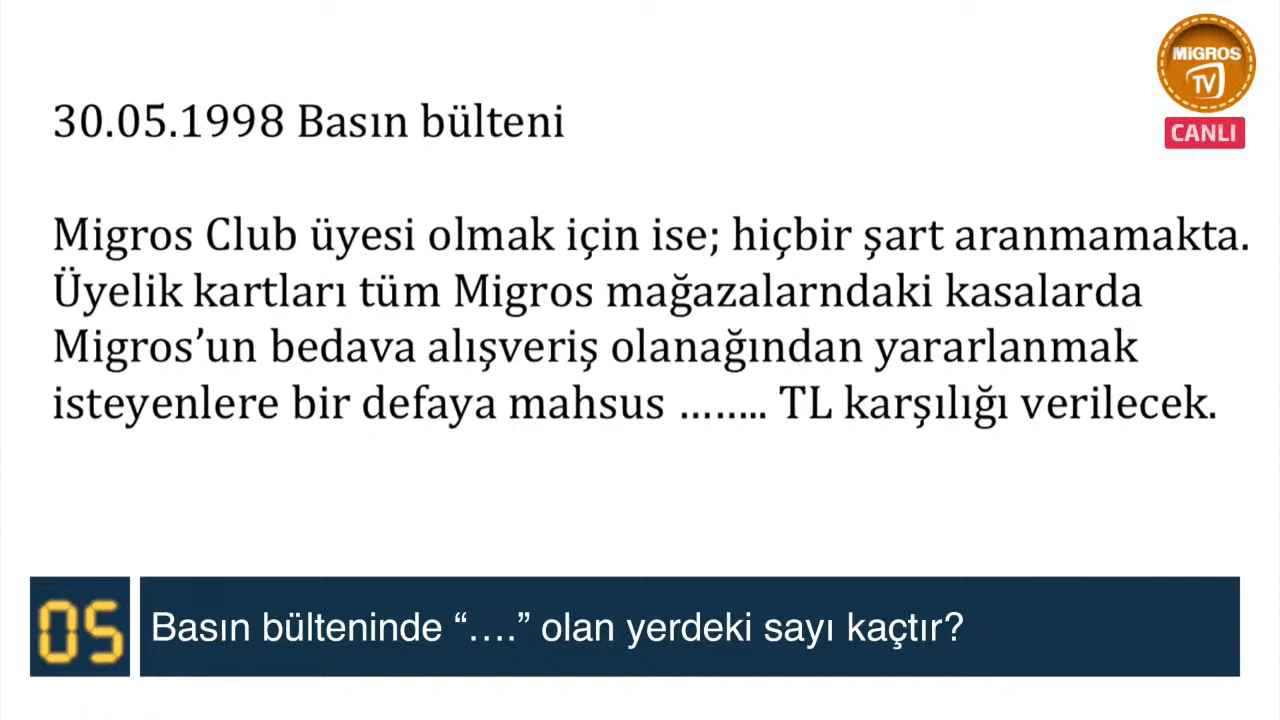 MİGROS
TV
CANLI
30.05.1998 Basın bülteni
Migros Club üyesi olmak için ise; hiçbir şart aranmamakta.
Üyelik kartları tüm Migros mağazalarndaki kasalarda
Migros’un bedava alışveriş olanağından yararlanmak
isteyenlere bir defaya mahsus …….. TL karşılığı verilecek.
05
Basın bülteninde “….” olan yerdeki sayı kaçtır?